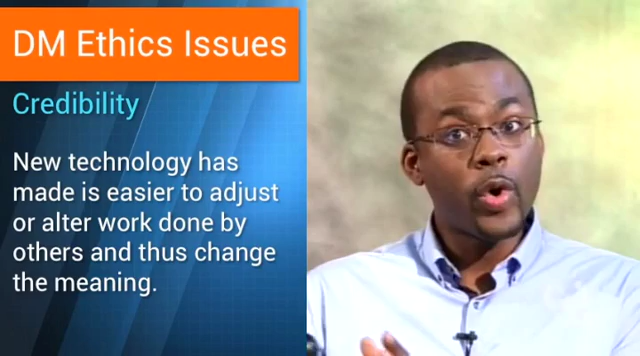 DM Ethics Issues
Credibility
New technology has
made is easier to adjust
or alter work done by
others and thus change
the meaning.